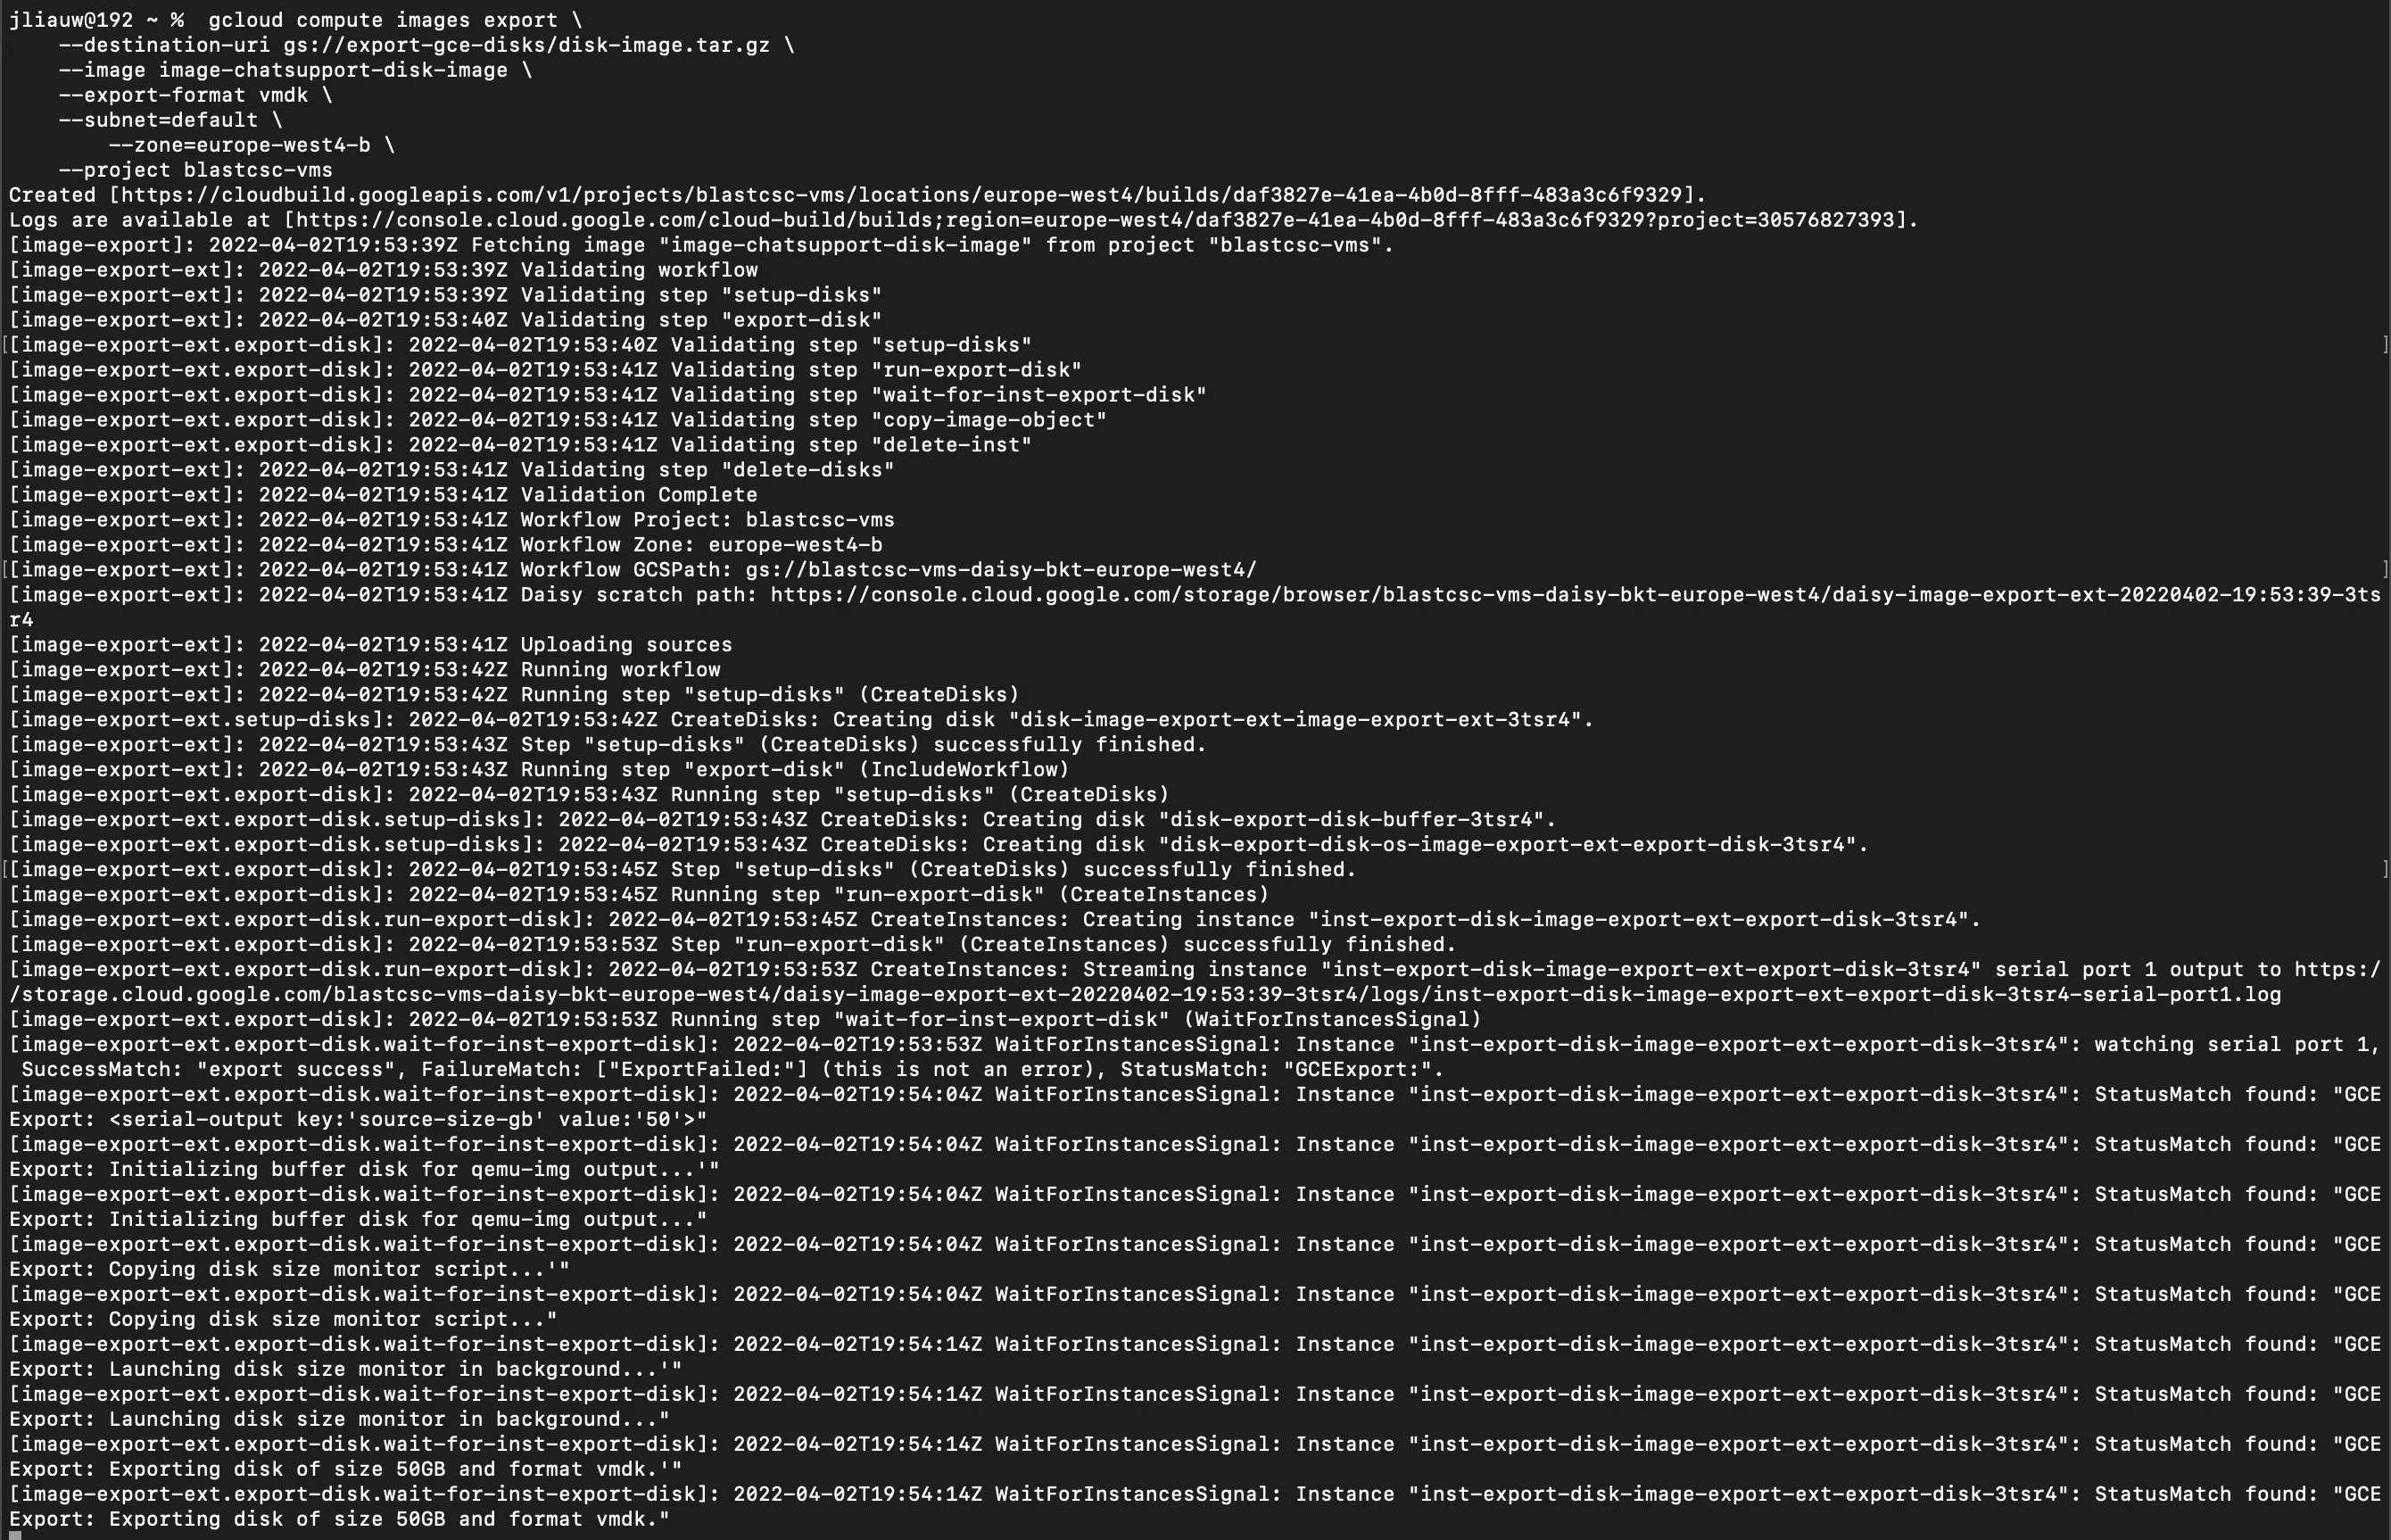 jliauw@192 ~ %  gcloud compute images export \
    --destination-uri gs://export-gce-disks/disk-image.tar.gz \
    --image image-chatsupport-disk-image \
    --export-format vmdk \
    --subnet=default \
        --zone=europe-west4-b \
    --project blastcsc-vms
Created [https://cloudbuild.googleapis.com/v1/projects/blastcsc-vms/locations/europe-west4/builds/daf3827e-41ea-4b0d-8fff-483a3c6f9329].
Logs are available at [https://console.cloud.google.com/cloud-build/builds;region=europe-west4/daf3827e-41ea-4b0d-8fff-483a3c6f9329?project=30576827393].
[image-export]: 2022-04-02T19:53:39Z Fetching image "image-chatsupport-disk-image" from project "blastcsc-vms".
[image-export-ext]: 2022-04-02T19:53:39Z Validating workflow
[image-export-ext]: 2022-04-02T19:53:39Z Validating step "setup-disks"
[image-export-ext]: 2022-04-02T19:53:40Z Validating step "export-disk"
[[image-export-ext.export-disk]: 2022-04-02T19:53:40Z Validating step "setup-disks" ]
[image-export-ext.export-disk]: 2022-04-02T19:53:41Z Validating step "run-export-disk"
[image-export-ext.export-disk]: 2022-04-02T19:53:41Z Validating step "wait-for-inst-export-disk"
[image-export-ext.export-disk]: 2022-04-02T19:53:41Z Validating step "copy-image-object"
[image-export-ext.export-disk]: 2022-04-02T19:53:41Z Validating step "delete-inst"
[image-export-ext]: 2022-04-02T19:53:41Z Validating step "delete-disks"
[image-export-ext]: 2022-04-02T19:53:41Z Validation Complete
[image-export-ext]: 2022-04-02T19:53:41Z Workflow Project: blastcsc-vms
[image-export-ext]: 2022-04-02T19:53:41Z Workflow Zone: europe-west4-b
[[image-export-ext]: 2022-04-02T19:53:41Z Workflow GCSPath: gs://blastcsc-vms-daisy-bkt-europe-west4/ ]
[image-export-ext]: 2022-04-02T19:53:41Z Daisy scratch path: https://console.cloud.google.com/storage/browser/blastcsc-vms-daisy-bkt-europe-west4/daisy-image-export-ext-20220402-19:53:39-3ts
r4
[image-export-ext]: 2022-04-02T19:53:41Z Uploading sources
[image-export-ext]: 2022-04-02T19:53:42Z Running workflow
[image-export-ext]: 2022-04-02T19:53:42Z Running step "setup-disks" (CreateDisks)
[image-export-ext.setup-disks]: 2022-04-02T19:53:42Z CreateDisks: Creating disk "disk-image-export-ext-image-export-ext-3tsr4".
[image-export-ext]: 2022-04-02T19:53:43Z Step "setup-disks" (CreateDisks) successfully finished.
[image-export-ext]: 2022-04-02T19:53:43Z Running step "export-disk" (IncludeWorkflow)
[image-export-ext.export-disk]: 2022-04-02T19:53:43Z Running step "setup-disks" (CreateDisks)
[image-export-ext.export-disk.setup-disks]: 2022-04-02T19:53:43Z CreateDisks: Creating disk "disk-export-disk-buffer-3tsr4".
[image-export-ext.export-disk.setup-disks]: 2022-04-02T19:53:43Z CreateDisks: Creating disk "disk-export-disk-os-image-export-ext-export-disk-3tsr4".
[[image-export-ext.export-disk]: 2022-04-02T19:53:45Z Step "setup-disks" (CreateDisks) successfully finished. ]
[image-export-ext.export-disk]: 2022-04-02T19:53:45Z Running step "run-export-disk" (CreateInstances)
[image-export-ext.export-disk.run-export-disk]: 2022-04-02T19:53:45Z CreateInstances: Creating instance "inst-export-disk-image-export-ext-export-disk-3tsr4".
[image-export-ext.export-disk]: 2022-04-02T19:53:53Z Step "run-export-disk" (CreateInstances) successfully finished.
[image-export-ext.export-disk.run-export-disk]: 2022-04-02T19:53:53Z CreateInstances: Streaming instance "inst-export-disk-image-export-ext-export-disk-3tsr4" serial port 1 output to https:/
/storage.cloud.google.com/blastcsc-vms-daisy-bkt-europe-west4/daisy-image-export-ext-20220402-19:53:39-3tsr4/logs/inst-export-disk-image-export-ext-export-disk-3tsr4-serial-port1.log
[image-export-ext.export-disk]: 2022-04-02T19:53:53Z Running step "wait-for-inst-export-disk" (WaitForInstancesSignal)
[image-export-ext.export-disk.wait-for-inst-export-disk]: 2022-04-02T19:53:53Z WaitForInstancesSignal: Instance "inst-export-disk-image-export-ext-export-disk-3tsr4": watching serial port 1,
 SuccessMatch: "export success", FailureMatch: ["ExportFailed:"] (this is not an error), StatusMatch: "GCEExport:".
[image-export-ext.export-disk.wait-for-inst-export-disk]: 2022-04-02T19:54:04Z WaitForInstancesSignal: Instance "inst-export-disk-image-export-ext-export-disk-3tsr4": StatusMatch found: "GCE
Export: <serial-output key:'source-size-gb' value:'50'>"
[image-export-ext.export-disk.wait-for-inst-export-disk]: 2022-04-02T19:54:04Z WaitForInstancesSignal: Instance "inst-export-disk-image-export-ext-export-disk-3tsr4": StatusMatch found: "GCE
Export: Initializing buffer disk for qemu-img output...'"
[image-export-ext.export-disk.wait-for-inst-export-disk]: 2022-04-02T19:54:04Z WaitForInstancesSignal: Instance "inst-export-disk-image-export-ext-export-disk-3tsr4": StatusMatch found: "GCE
Export: Initializing buffer disk for qemu-img output..."
[image-export-ext.export-disk.wait-for-inst-export-disk]: 2022-04-02T19:54:04Z WaitForInstancesSignal: Instance "inst-export-disk-image-export-ext-export-disk-3tsr4": StatusMatch found: "GCE
Export: Copying disk size monitor script...'"
[image-export-ext.export-disk.wait-for-inst-export-disk]: 2022-04-02T19:54:04Z WaitForInstancesSignal: Instance "inst-export-disk-image-export-ext-export-disk-3tsr4": StatusMatch found: "GCE
Export: Copying disk size monitor script..."
[image-export-ext.export-disk.wait-for-inst-export-disk]: 2022-04-02T19:54:14Z WaitForInstancesSignal: Instance "inst-export-disk-image-export-ext-export-disk-3tsr4": StatusMatch found: "GCE
Export: Launching disk size monitor in background...'"
[image-export-ext.export-disk.wait-for-inst-export-disk]: 2022-04-02T19:54:14Z WaitForInstancesSignal: Instance "inst-export-disk-image-export-ext-export-disk-3tsr4": StatusMatch found: "GCE
Export: Launching disk size monitor in background..."
[image-export-ext.export-disk.wait-for-inst-export-disk]: 2022-04-02T19:54:14Z WaitForInstancesSignal: Instance "inst-export-disk-image-export-ext-export-disk-3tsr4": StatusMatch found: "GCE
Export: Exporting disk of size 50GB and format vmdk.'"
[image-export-ext.export-disk.wait-for-inst-export-disk]: 2022-04-02T19:54:14Z WaitForInstancesSignal: Instance "inst-export-disk-image-export-ext-export-disk-3tsr4": StatusMatch found: "GCE
Export: Exporting disk of size 50GB and format vmdk."